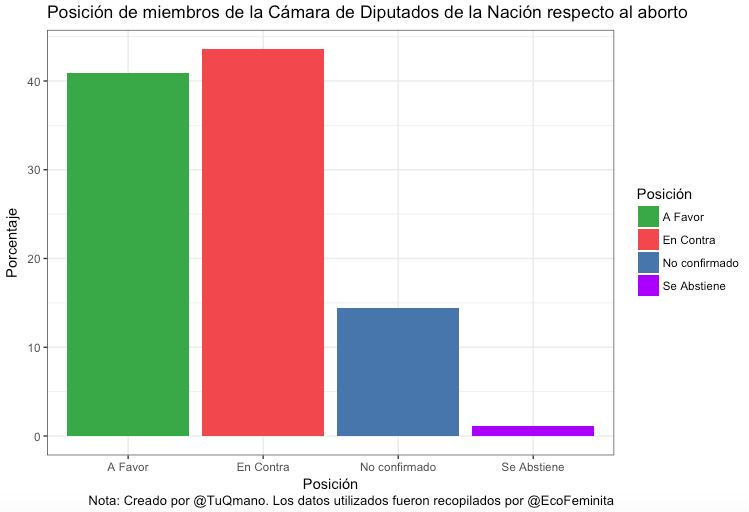 Posición de miembros de la Cámara de Diputados de la Nación respecto al aborto
Porcentaje
40
30
20
10
0
A Favor
En Contra
No confirmado
Se Abstiene
Posición
Nota: Creado por @TuQmano. Los datos utilizados fueron recopilados por @EcoFeminita
Posición
A Favor
En Contra
No confirmado
Se Abstiene